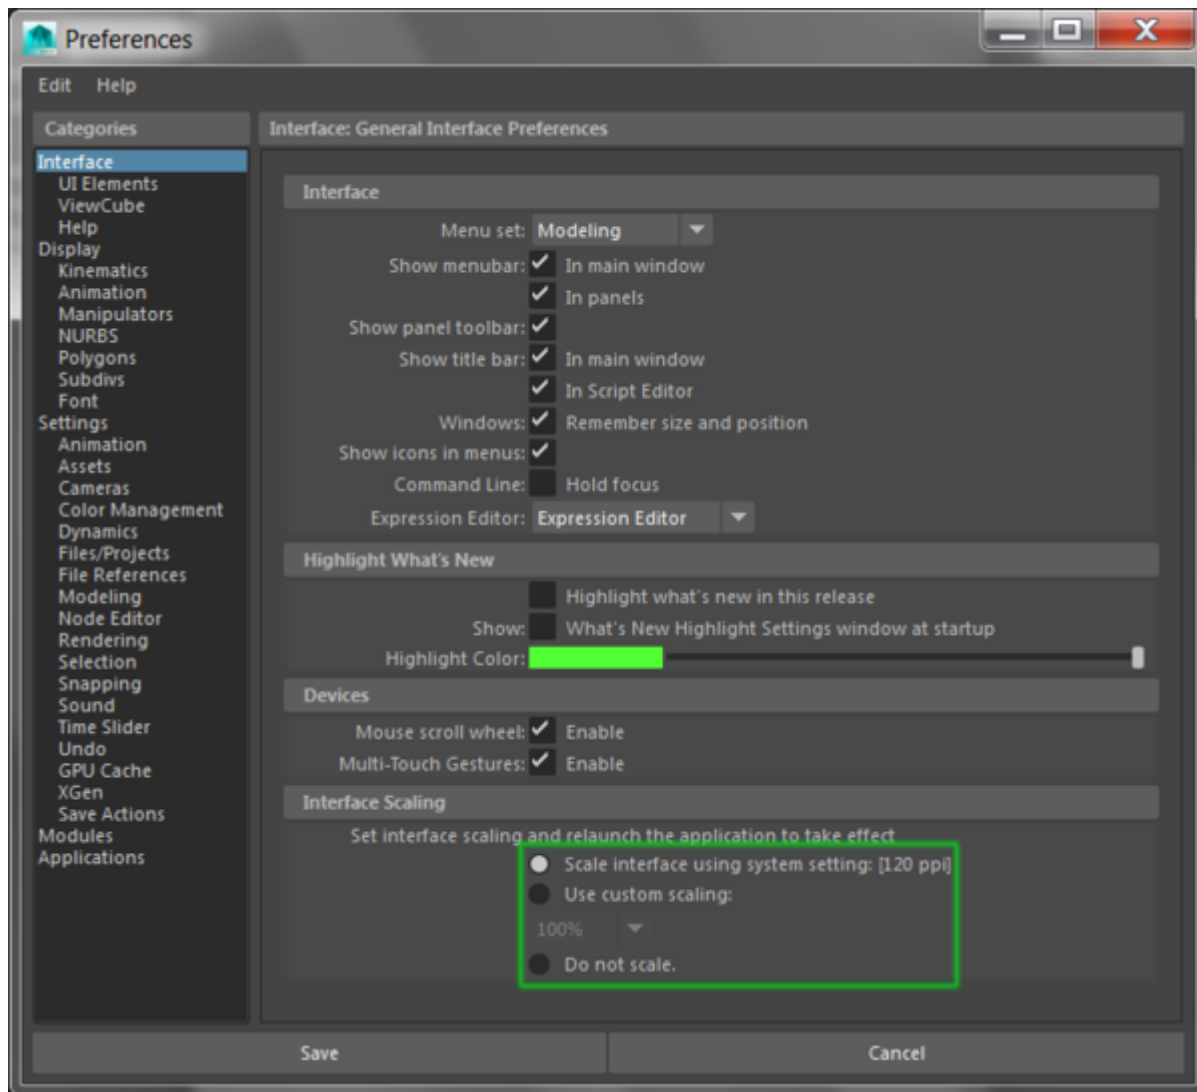 Preferences
Edit Help
Categories
Interface
UI Elements
ViewCube
Help
Display
Kinematics
Animation
Manipulators
NURBS
Polygons
Subdivs
Font
Settings
Animation
Assets
Cameras
Color Management
Dynamics
Files/Projects
File References
Modeling
Node Editor
Rendering
Selection
Snapping
Sound
Time Slider
Undo
GPU Cache
XGen
Save Actions
Modules
Applications
Interface: General Interface Preferences
Interface
Menu set: Modeling
Show menubar: In main window
In panels
Show panel toolbar:
Show title bar: In main window
In Script Editor
Windows: Remember size and position
Show icons in menus:
Command Line: Hold focus
Expression Editor: Expression Editor
Highlight What's New
Highlight what's new in this release
Show: What's New Highlight Settings window at startup
Highlight Color:
Devices
Mouse scroll wheel: Enable
Multi-Touch Gestures: Enable
Interface Scaling
Set interface scaling and relaunch the application to take effect
Scale interface using system setting: [120 ppi]
Use custom scaling:
100%
Do not scale.
Save Cancel